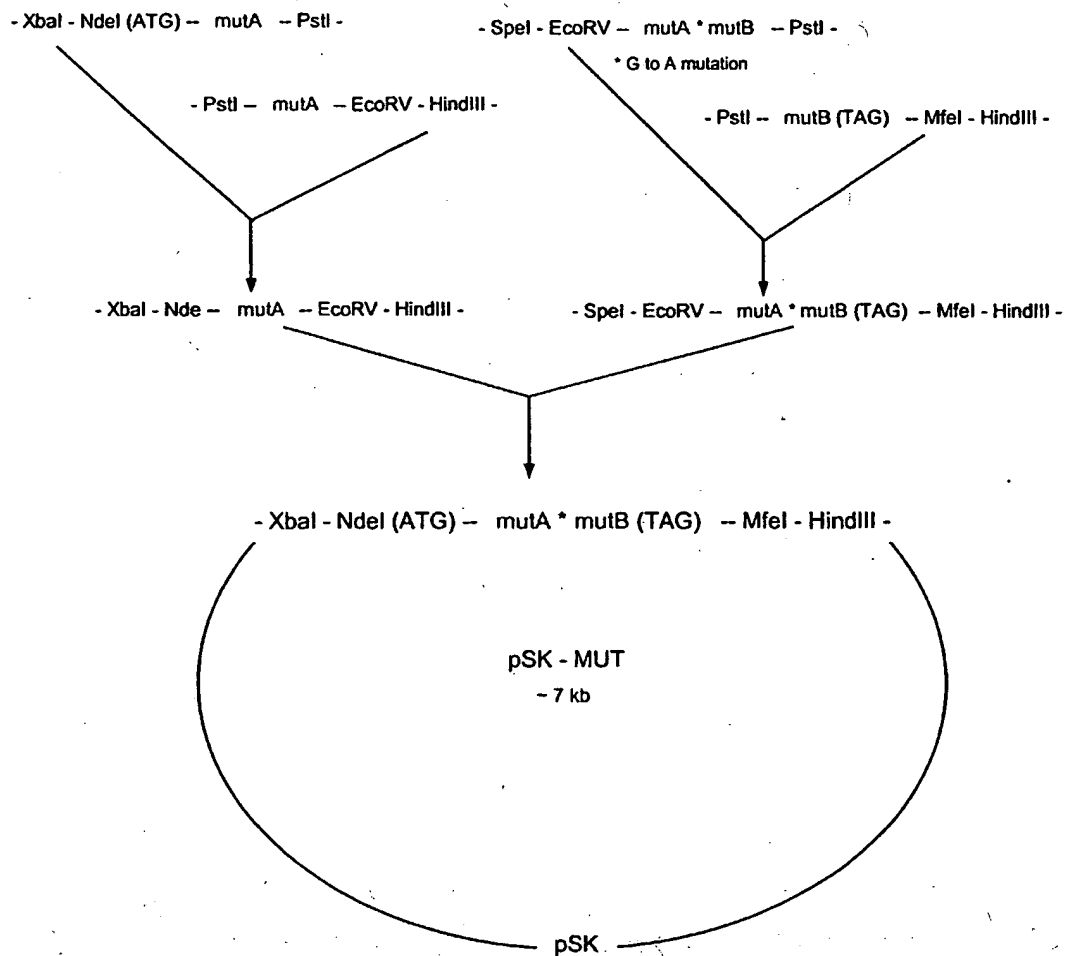 - XbaI - NdeI (ATG) -- mutA -- PstI -
- SpeI - EcoRV -- mutA * mutB -- PstI -
* G to A mutation
- PstI -- mutA -- EcoRV - HindIII -
- PstI -- mutB (TAG) -- MfeI - HindIII -
- XbaI - Nde -- mutA -- EcoRV - HindIII -
- SpeI - EcoRV -- mutA * mutB (TAG) -- MfeI - HindIII -
- XbaI - NdeI (ATG) -- mutA * mutB (TAG) -- MfeI - HindIII -
pSK - MUT
~ 7 kb
pSK